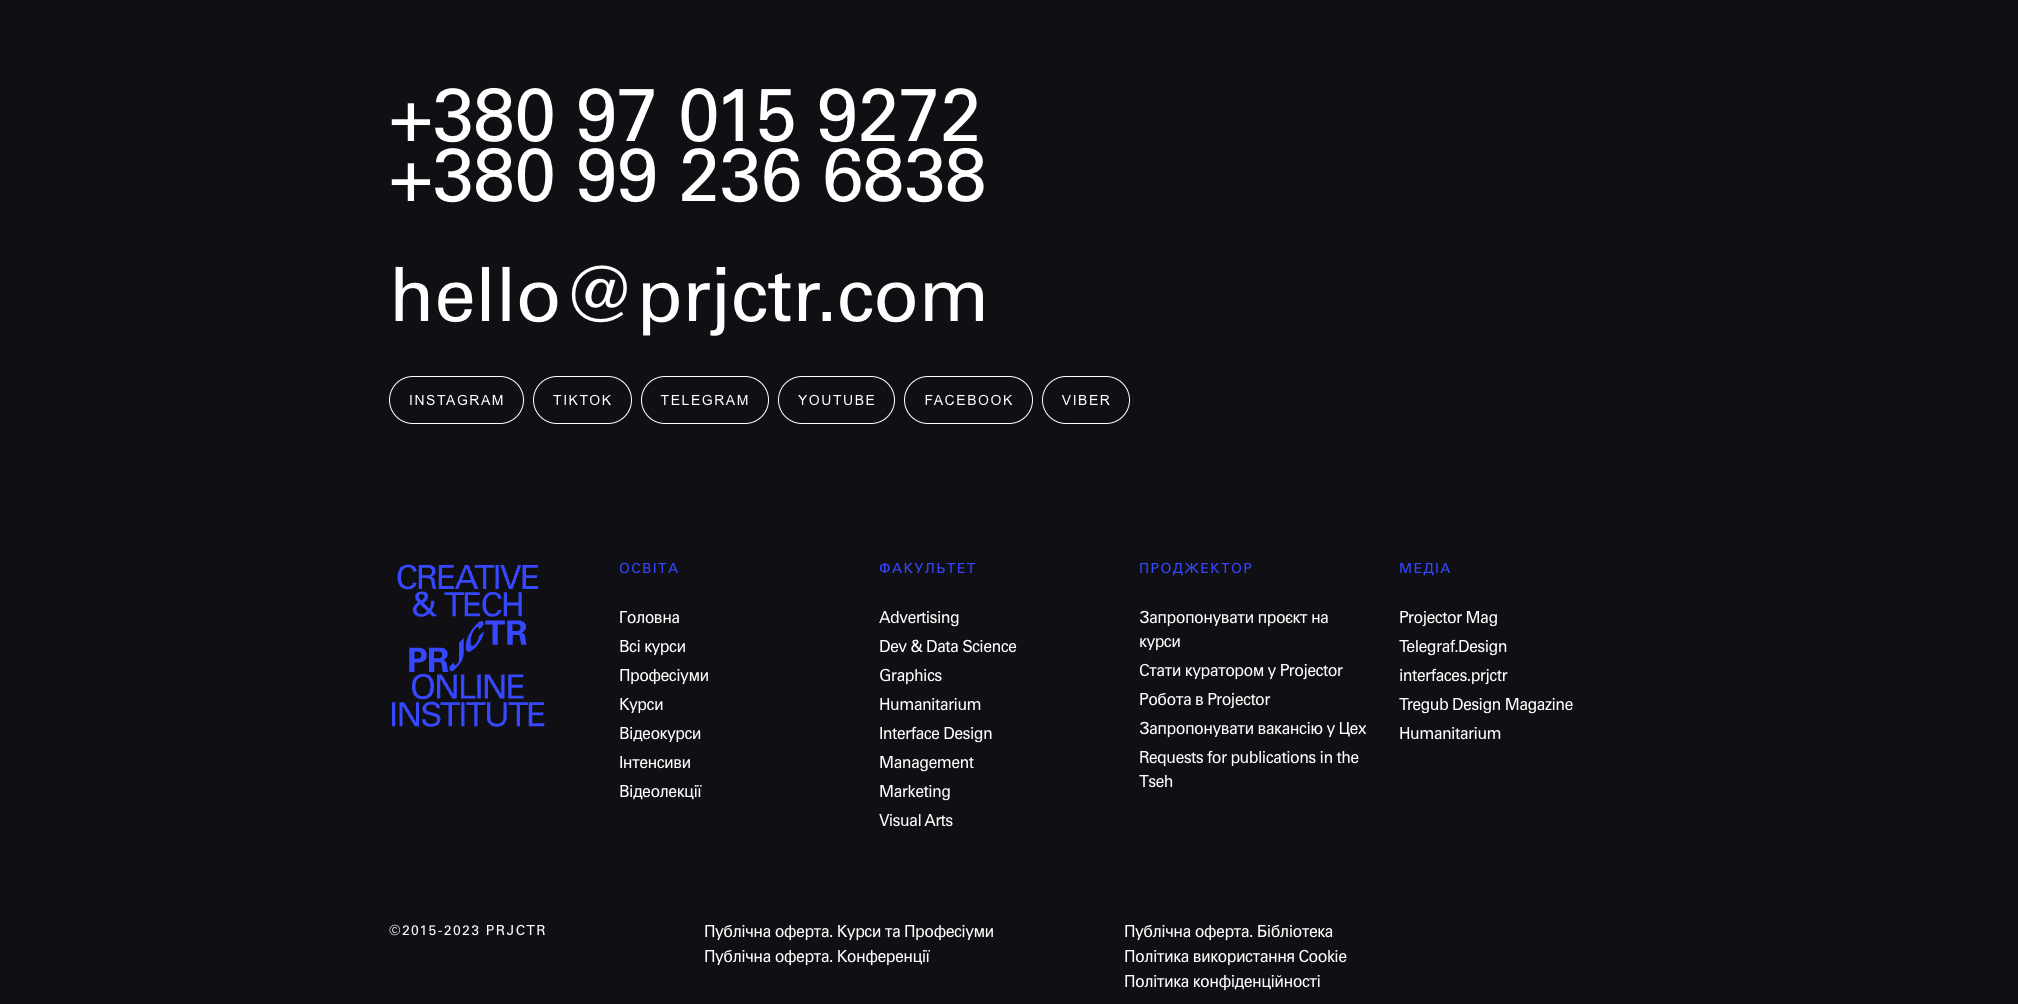 +380 97 015 9272
+380 99 236 6838
hello@prjctr.com
INSTAGRAM
TIKTOK
TELEGRAM
YOUTUBE
FACEBOOK
VIBER
CREATIVE
& TECH
PRJCTR
ONLINE
INSTITUTE
ОСВІТА
Головна
Всі курси
Професіуми
Курси
Відеокурси
Інтенсиви
Відеолекції
ФАКУЛЬТЕТ
Advertising
Dev & Data Science
Graphics
Humanitarium
Interface Design
Management
Marketing
Visual Arts
ПРОДЖЕКТОР
Запропонувати проєкт на
курси
Стати куратором у Projector
Робота в Projector
Запропонувати вакансію у Цех
Requests for publications in the
Tseh
МЕДІА
Projector Mag
Telegraf.Design
interfaces.prjctr
Tregub Design Magazine
Humanitarium
©2015-2023 PRJCTR
Публічна оферта. Курси та Професіуми
Публічна оферта. Конференції
Публічна оферта. Бібліотека
Політика використання Cookie
Політика конфіденційності